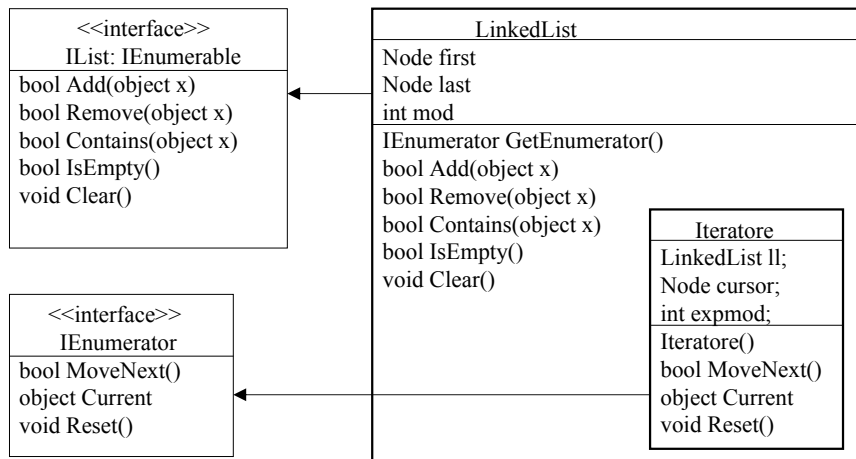 <<interface>>
IList: IEnumerable
bool Add(object x)
bool Remove(object x)
bool Contains(object x)
bool IsEmpty()
void Clear()
LinkedList
Node first
Node last
int mod
IEnumerator GetEnumerator()
bool Add(object x)
bool Remove(object x)
bool Contains(object x)
bool IsEmpty()
void Clear()
Iteratore
LinkedList ll;
Node cursor;
int expmod;
Iteratore()
bool MoveNext()
object Current
void Reset()
<<interface>>
IEnumerator
bool MoveNext()
object Current
void Reset()